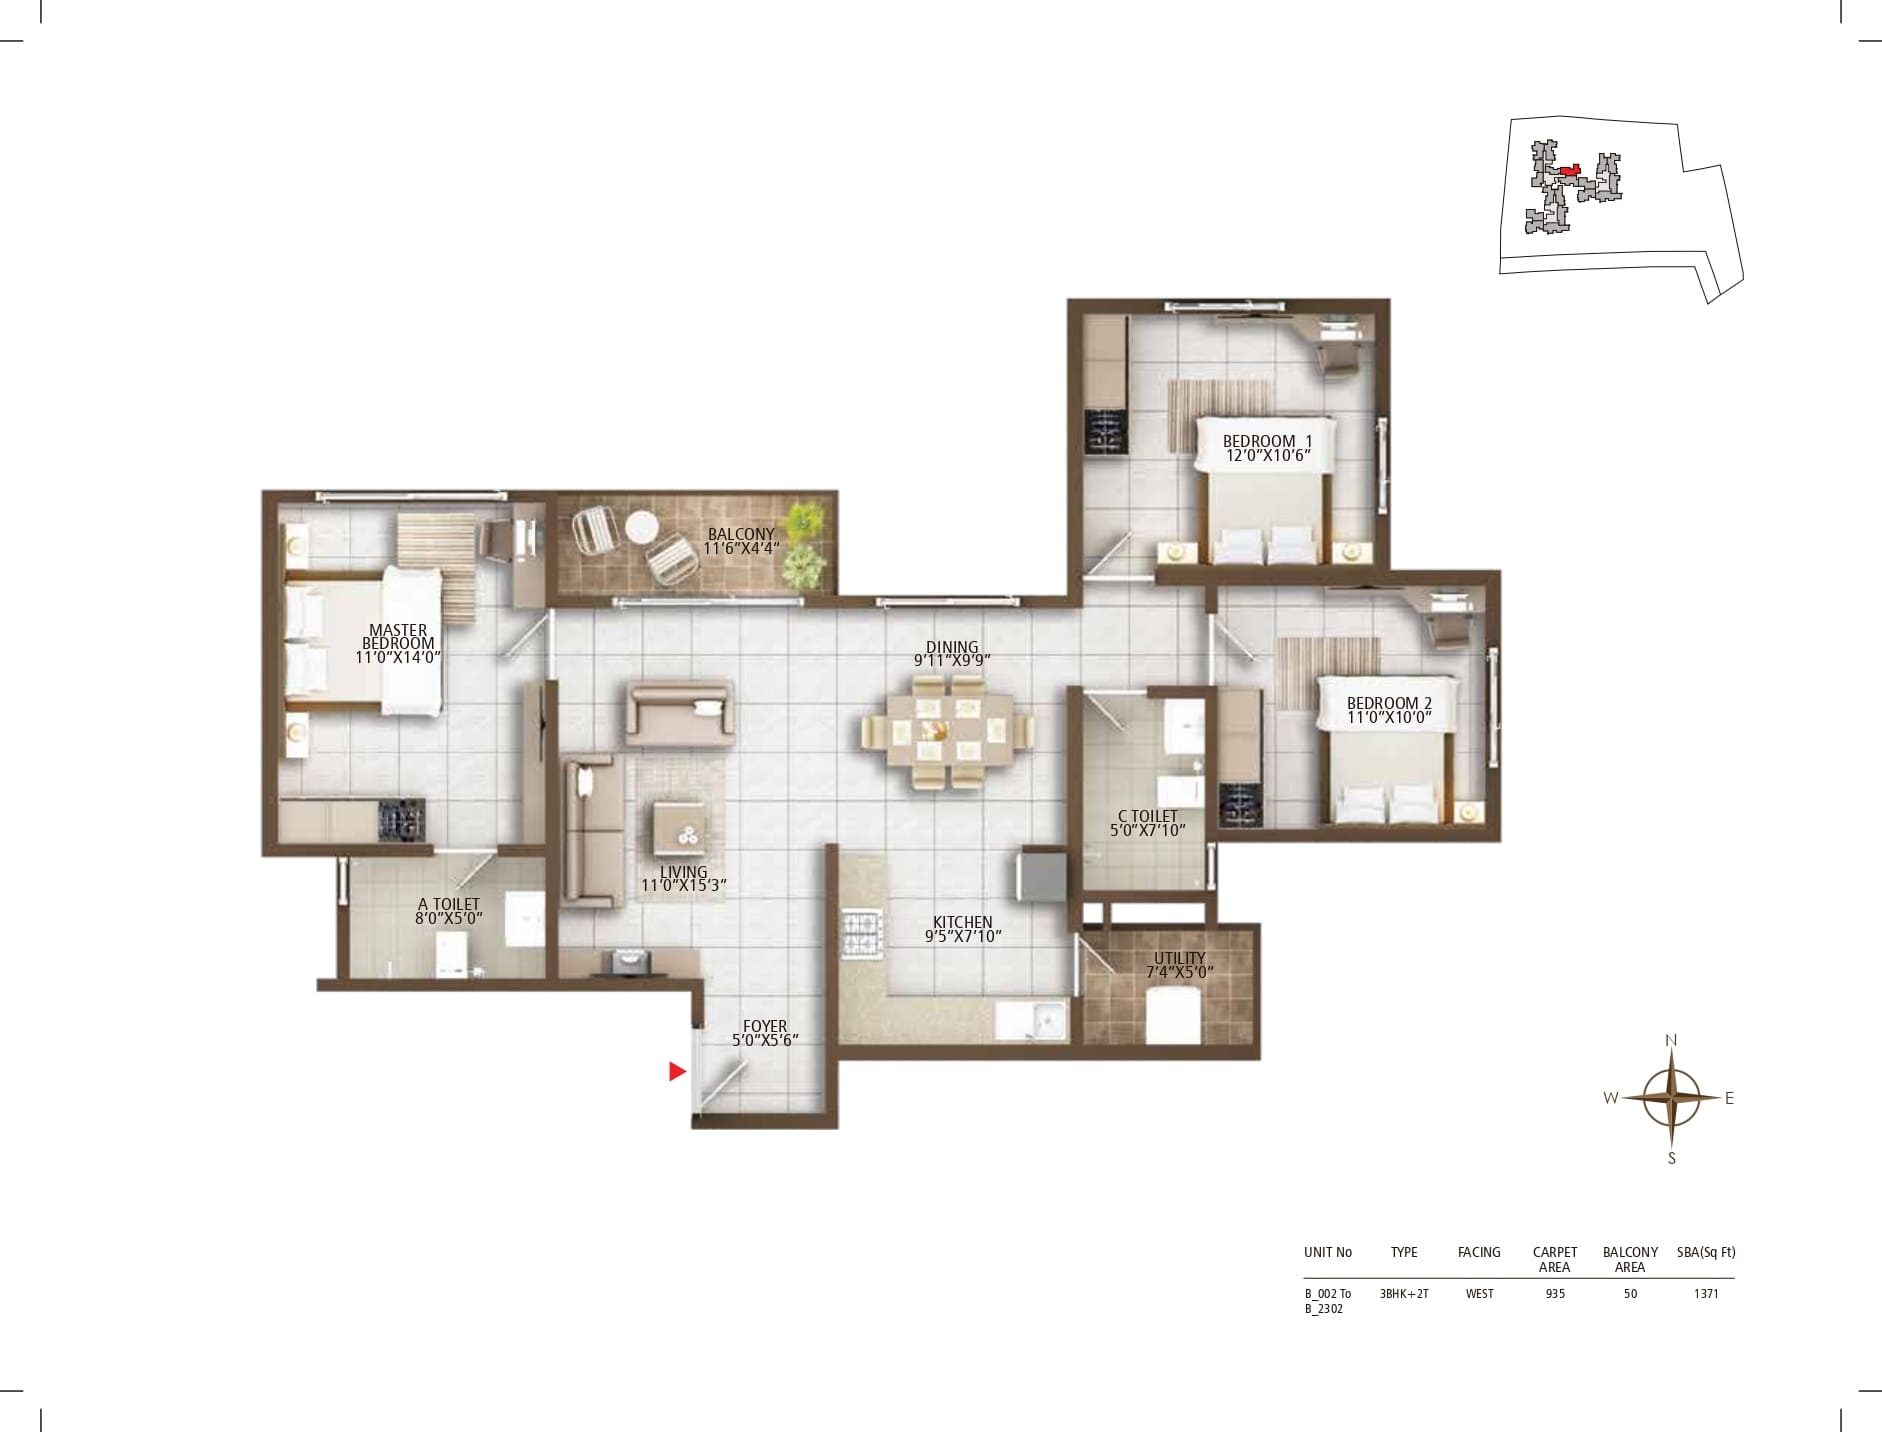 BEDROOM 1
12'0"X10'6"
BALCONY
11'6"X4'4"
MASTER
BEDROOM
11'0"X14'0"
DINING
9'11"X9'9"
BEDROOM 2
11'0"X10'0"
C TOILET
5'0"X7'10"
LIVING
11'0"X15'3"
A TOILET
8'0"X5'0"
KITCHEN
9'5"X7'10"
UTILITY
7'4"X5'0"
FOYER
5'0"X5'6"
N
W E
S
UNIT No TYPE FACING CARPET BALCONY SBA(Sq Ft)
AREA AREA
B_002 To 3BHK+2T WEST 935 50 1371
B_2302